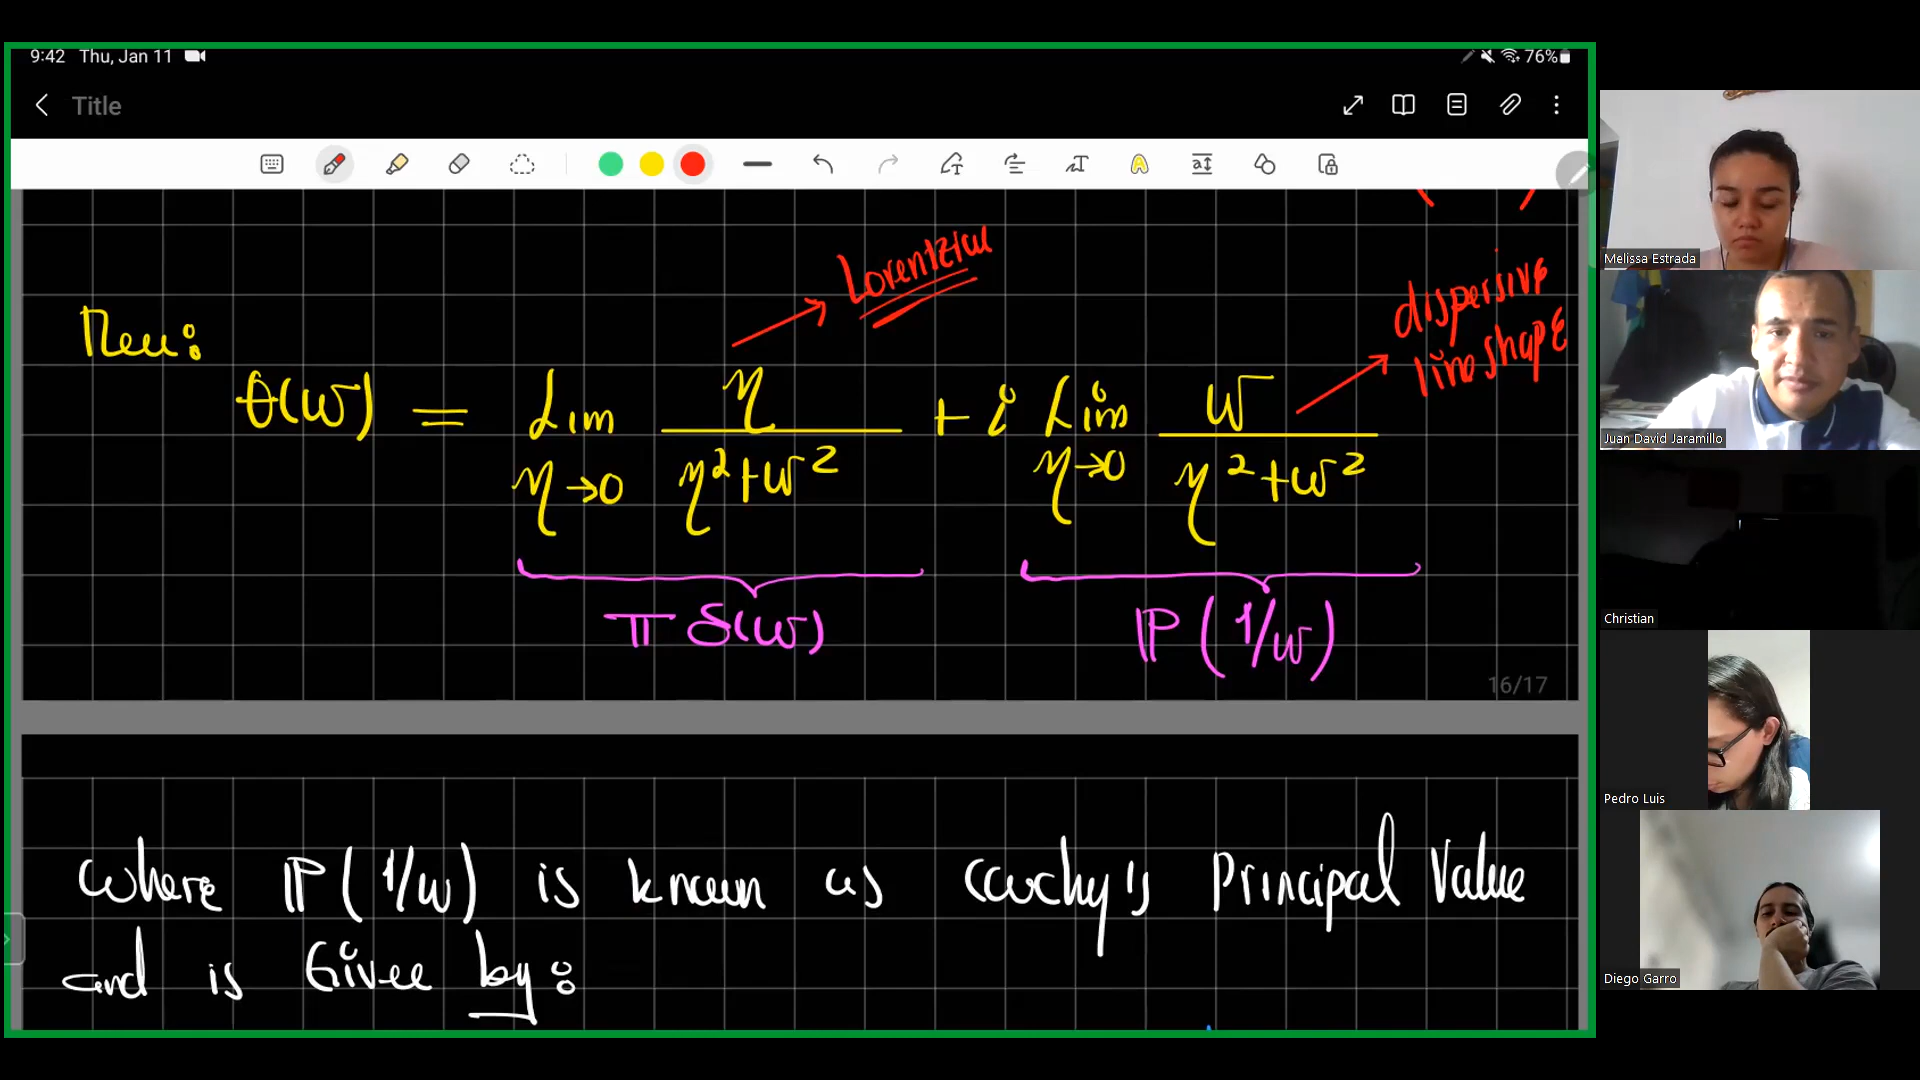 9:42 Thu, Jan 11 76%
Title
Lorentzian
dispersive
lineshape
Then:
θ(ω) = Lim η→0 η / (η² + ω²) + i Lim η→0 ω / (η² + ω²)
π δ(ω) ℙ (1/ω)
16/17
where ℙ (1/ω) is known as Cauchy's Principal Value
and is Given by:
Melissa Estrada
Juan David Jaramillo
Christian
Pedro Luis
Diego Garro